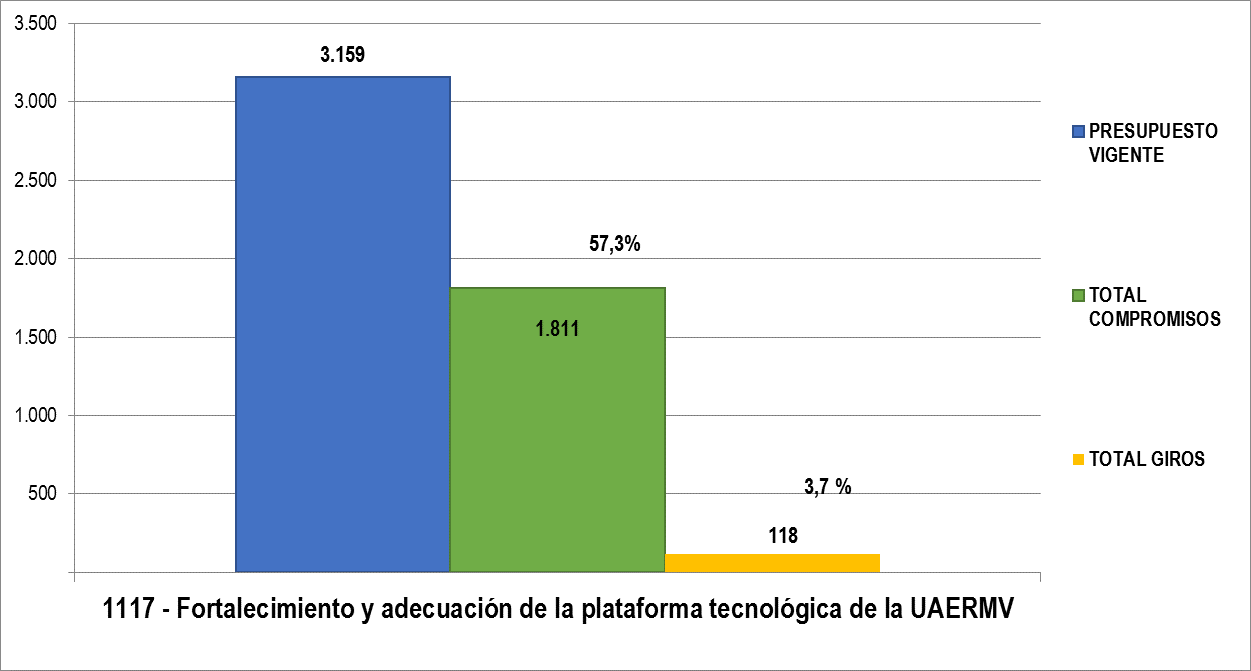 3.500
3.000
2.500
2.000
1.500
1.000
500
3.159
57,3%
1.811
3,7 %
118
PRESUPUESTO
VIGENTE
TOTAL
COMPROMISOS
TOTAL GIROS
1117 - Fortalecimiento y adecuación de la plataforma tecnológica de la UAERMV